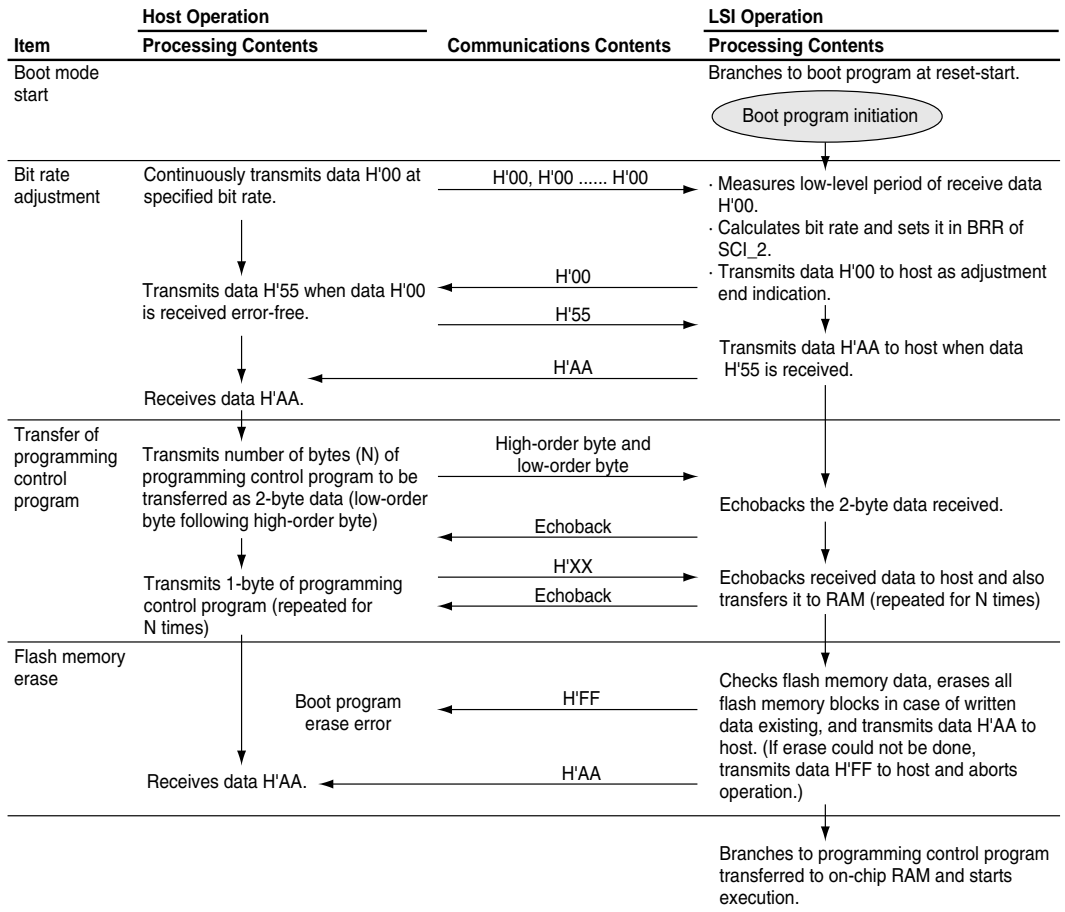 Host Operation
LSI Operation
Item
Processing Contents
Communications Contents
Processing Contents
Boot mode
start
Branches to boot program at reset-start.
Boot program initiation
Bit rate
adjustment
Continuously transmits data H'00 at
specified bit rate.
H'00, H'00 ...... H'00
· Measures low-level period of receive data
H'00.
· Calculates bit rate and sets it in BRR of
SCI_2.
· Transmits data H'00 to host as adjustment
end indication.
H'00
Transmits data H'55 when data H'00
is received error-free.
H'55
Transmits data H'AA to host when data
H'55 is received.
H'AA
Receives data H'AA.
Transfer of
programming
control
program
Transmits number of bytes (N) of
programming control program to be
transferred as 2-byte data (low-order
byte following high-order byte)
High-order byte and
low-order byte
Echobacks the 2-byte data received.
Echoback
Transmits 1-byte of programming
control program (repeated for
N times)
H'XX
Echoback
Echobacks received data to host and also
transfers it to RAM (repeated for N times)
Flash memory
erase
Boot program
erase error
H'FF
Checks flash memory data, erases all
flash memory blocks in case of written
data existing, and transmits data H'AA to
host. (If erase could not be done,
transmits data H'FF to host and aborts
operation.)
Receives data H'AA.
H'AA
Branches to programming control program
transferred to on-chip RAM and starts
execution.